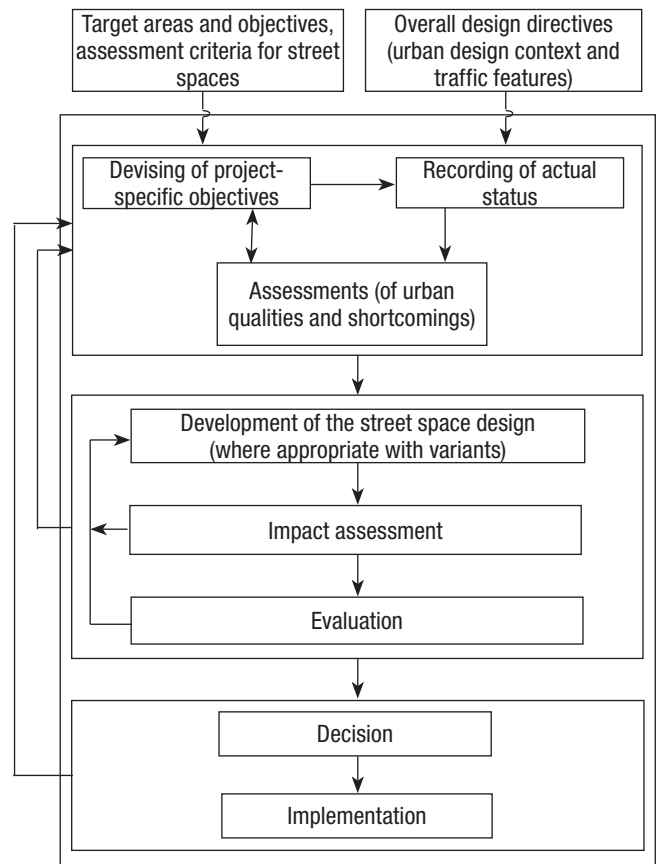 Target areas and objectives,
assessment criteria for street
spaces
Overall design directives
(urban design context and
traffic features)
Devising of project-
specific objectives
Recording of actual
status
Assessments (of urban
qualities and shortcomings)
Development of the street space design
(where appropriate with variants)
Impact assessment
Evaluation
Decision
Implementation